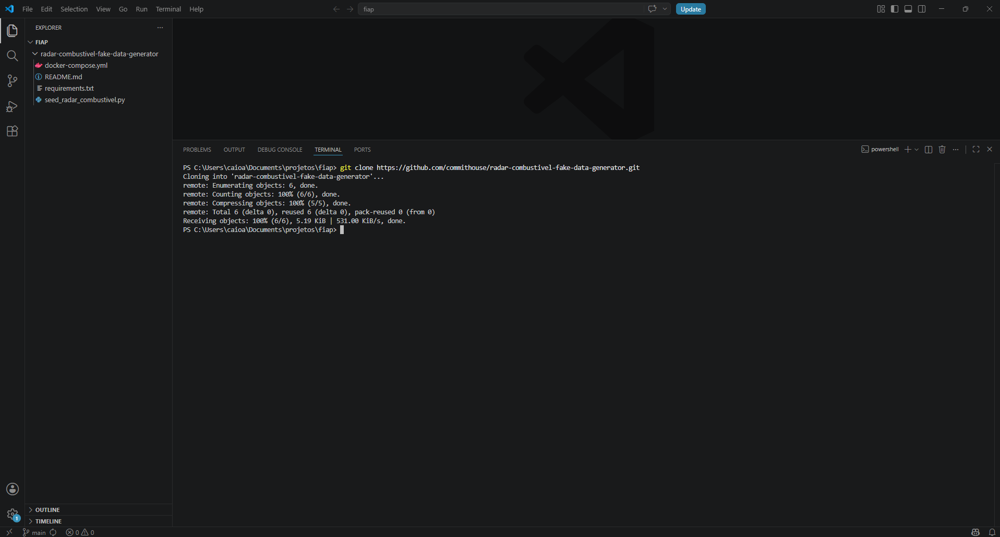 File Edit Selection View Go Run Terminal Help
fiap
Update
EXPLORER
FIAP
radar-combustivel-fake-data-generator
docker-compose.yml
README.md
requirements.txt
seed_radar_combustivel.py
PROBLEMS OUTPUT DEBUG CONSOLE TERMINAL PORTS
powershell
PS C:\Users\caioa\Documents\projetos\fiap> git clone https://github.com/commithouse/radar-combustivel-fake-data-generator.git
Cloning into 'radar-combustivel-fake-data-generator'...
remote: Enumerating objects: 6, done.
remote: Counting objects: 100% (6/6), done.
remote: Compressing objects: 100% (5/5), done.
remote: Total 6 (delta 0), reused 6 (delta 0), pack-reused 0 (from 0)
Receiving objects: 100% (6/6), 5.19 KiB | 531.00 KiB/s, done.
PS C:\Users\caioa\Documents\projetos\fiap>
OUTLINE
1
TIMELINE
main 0 0